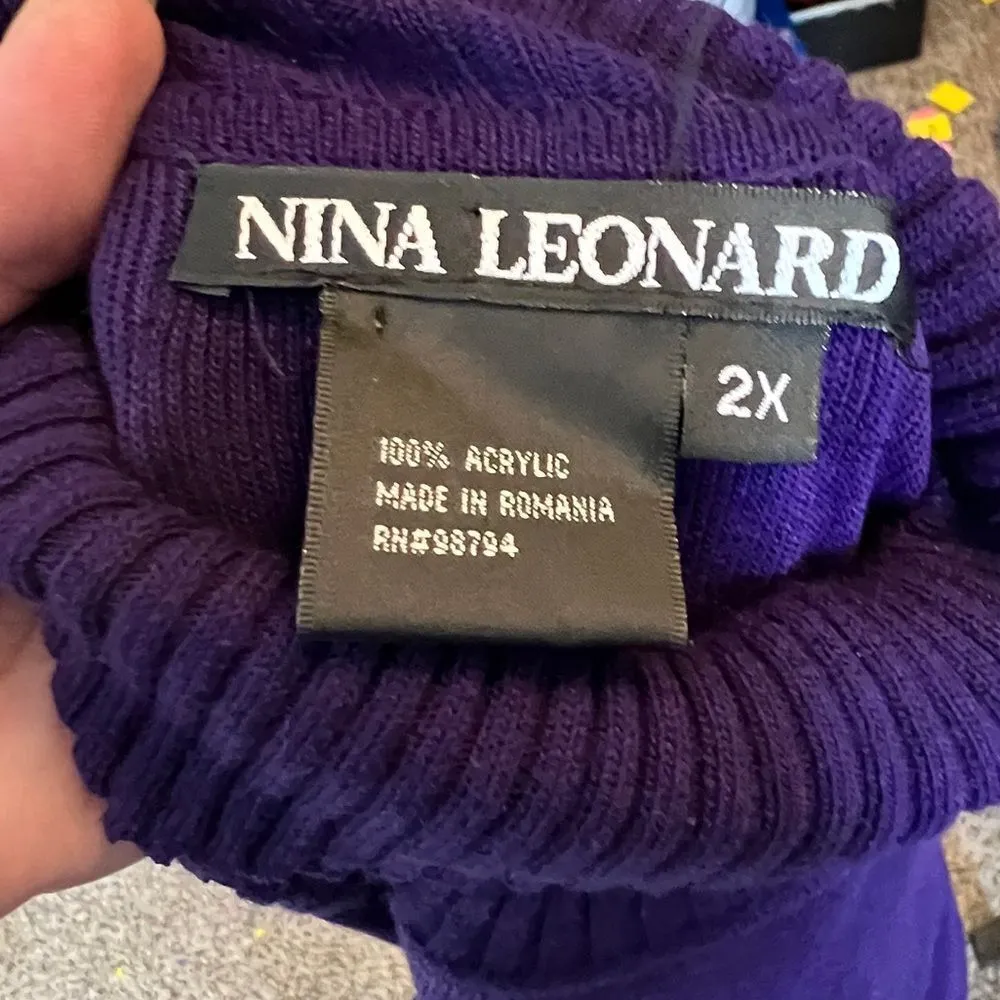 NINA LEONARD
2X
100% ACRYLIC
MADE IN ROMANIA
RN#98794